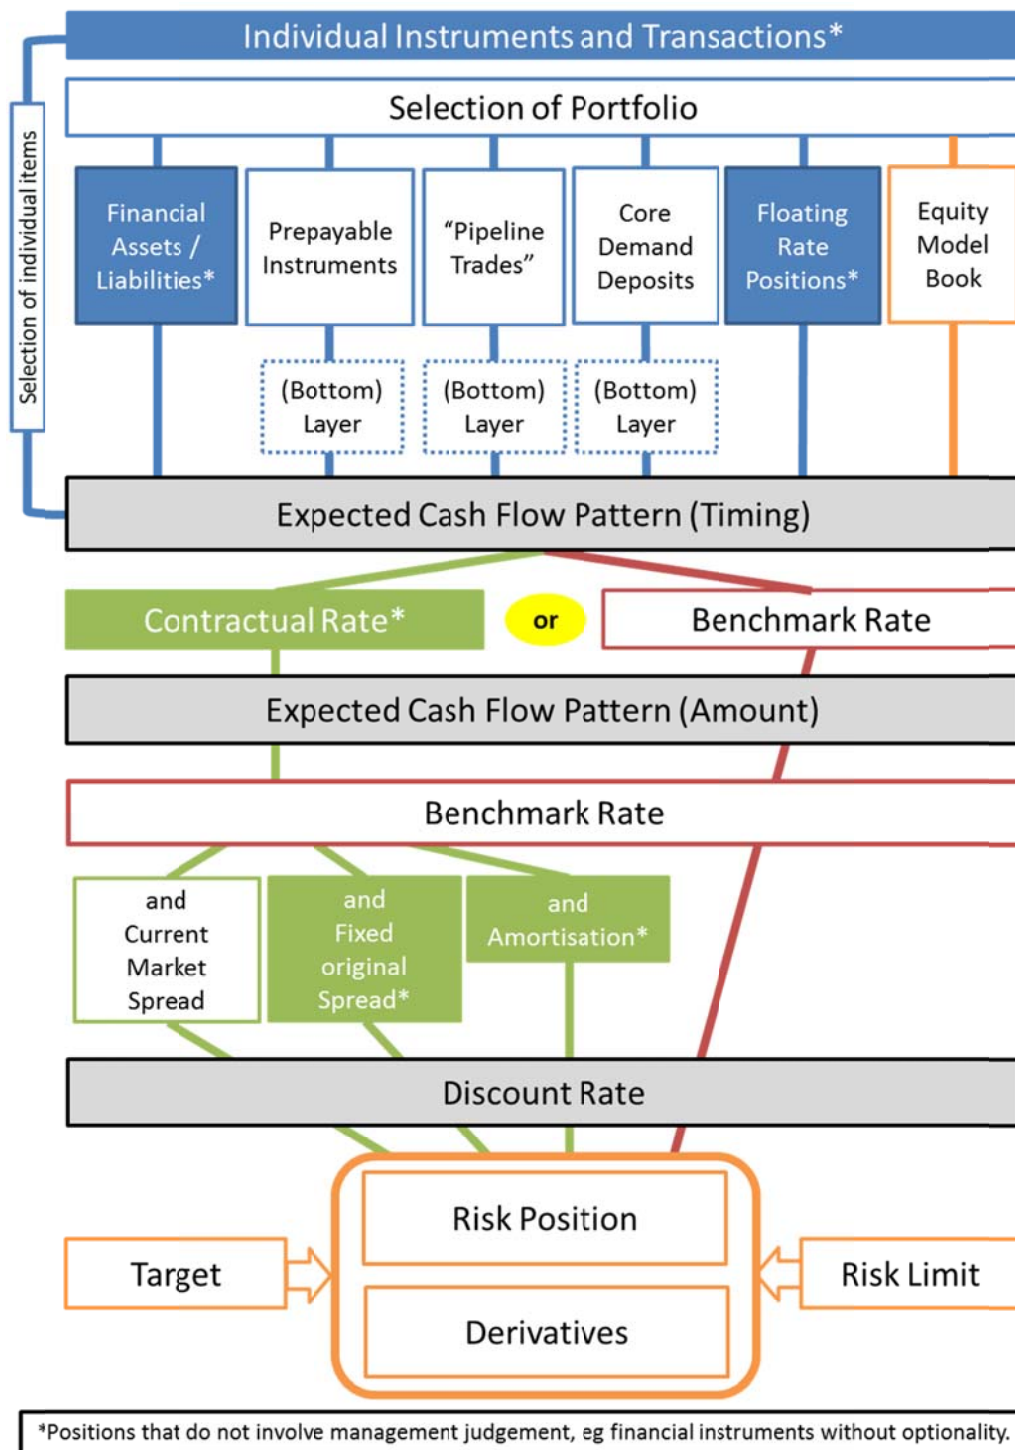 Individual Instruments and Transactions*
Selection of individual items
Selection of Portfolio
Financial
Assets /
Liabilities*
Prepayable
Instruments
“Pipeline
Trades”
Core
Demand
Deposits
Floating
Rate
Positions*
Equity
Model
Book
(Bottom)
Layer
(Bottom)
Layer
(Bottom)
Layer
Expected Cash Flow Pattern (Timing)
Contractual Rate*
or
Benchmark Rate
Expected Cash Flow Pattern (Amount)
Benchmark Rate
and
Current
Market
Spread
and
Fixed
original
Spread*
and
Amortisation*
Discount Rate
Risk Position
Target
Risk Limit
Derivatives
*Positions that do not involve management judgement, eg financial instruments without optionality.